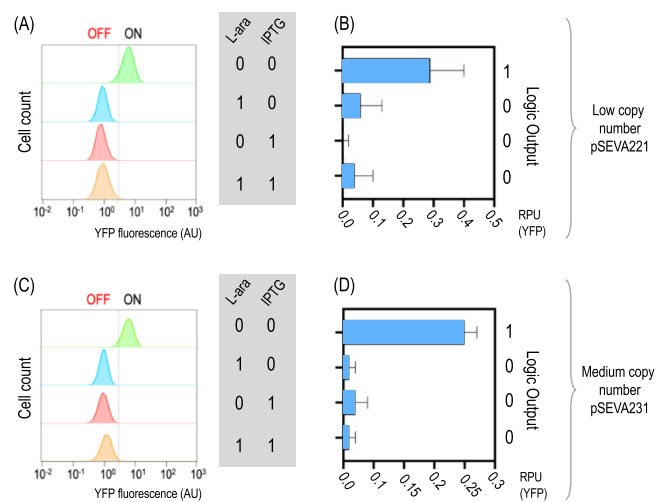 (A)
OFF ON
L-ara IPTG
0 0
1 0
0 1
1 1
Cell count
10-2 10-1 100 101 102 103
YFP fluorescence (AU)
(B)
1
0
0
0
Logic Output
0.0 0.1 0.2 0.3 0.4 0.5
RPU
(YFP)
Low copy
number
pSEVA221
(C)
OFF ON
L-ara IPTG
0 0
1 0
0 1
1 1
Cell count
10-2 10-1 100 101 102 103
YFP fluorescence (AU)
(D)
1
0
0
0
Logic Output
0.0 0.1 0.15 0.2 0.25 0.3
RPU
(YFP)
Medium copy
number
pSEVA231